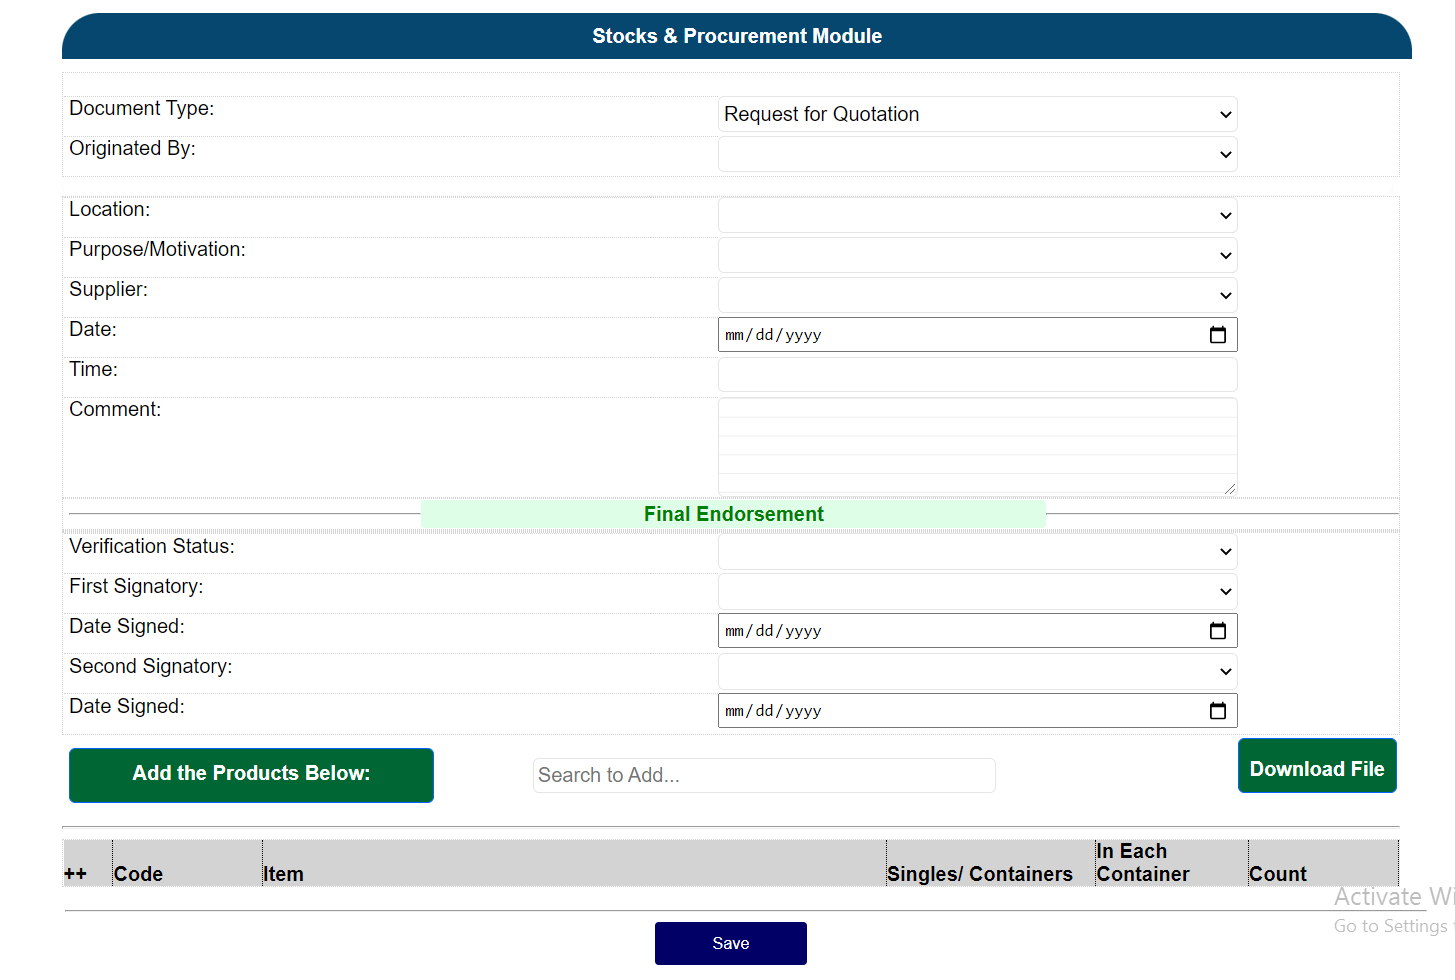 Stocks & Procurement Module
Document Type:
Request for Quotation
Originated By:
Location:
Purpose/Motivation:
Supplier:
Date:
mm/dd/yyyy
Time:
Comment:
Final Endorsement
Verification Status:
First Signatory:
Date Signed:
mm/dd/yyyy
Second Signatory:
Date Signed:
mm/dd/yyyy
Add the Products Below:
Search to Add...
Download File
++ Code Item Singles/ Containers In Each Container Count
Activate Wi
Go to Settings
Save